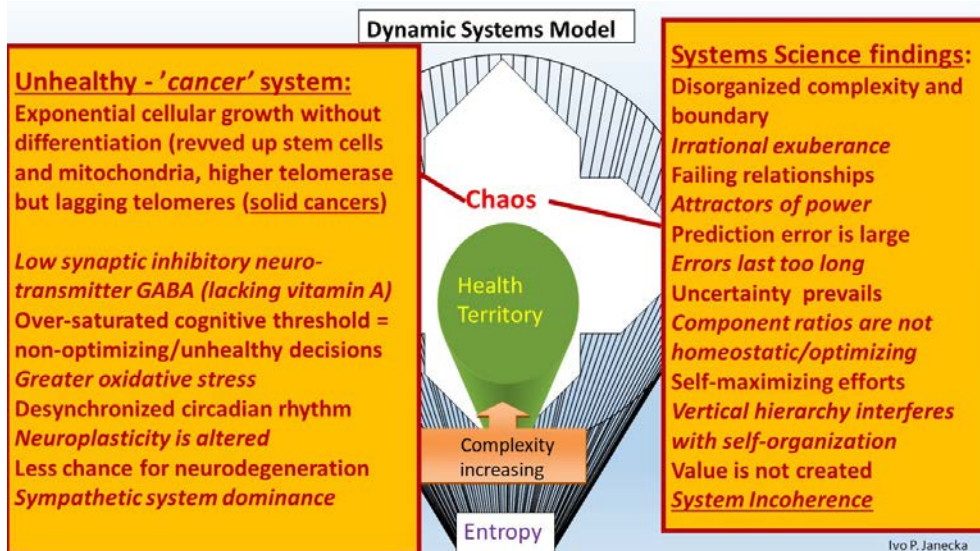 Dynamic Systems Model
Unhealthy - 'cancer' system:
Exponential cellular growth without
differentiation (revved up stem cells
and mitochondria, higher telomerase
but lagging telomeres (solid cancers)
Low synaptic inhibitory neuro-
transmitter GABA (lacking vitamin A)
Over-saturated cognitive threshold =
non-optimizing/unhealthy decisions
Greater oxidative stress
Desynchronized circadian rhythm
Neuroplasticity is altered
Less chance for neurodegeneration
Sympathetic system dominance
Chaos
Health
Territory
Complexity
increasing
Entropy
Systems Science findings:
Disorganized complexity and
boundary
Irrational exuberance
Failing relationships
Attractors of power
Prediction error is large
Errors last too long
Uncertainty prevails
Component ratios are not
homeostatic/optimizing
Self-maximizing efforts
Vertical hierarchy interferes
with self-organization
Value is not created
System Incoherence
Ivo P. Janecka